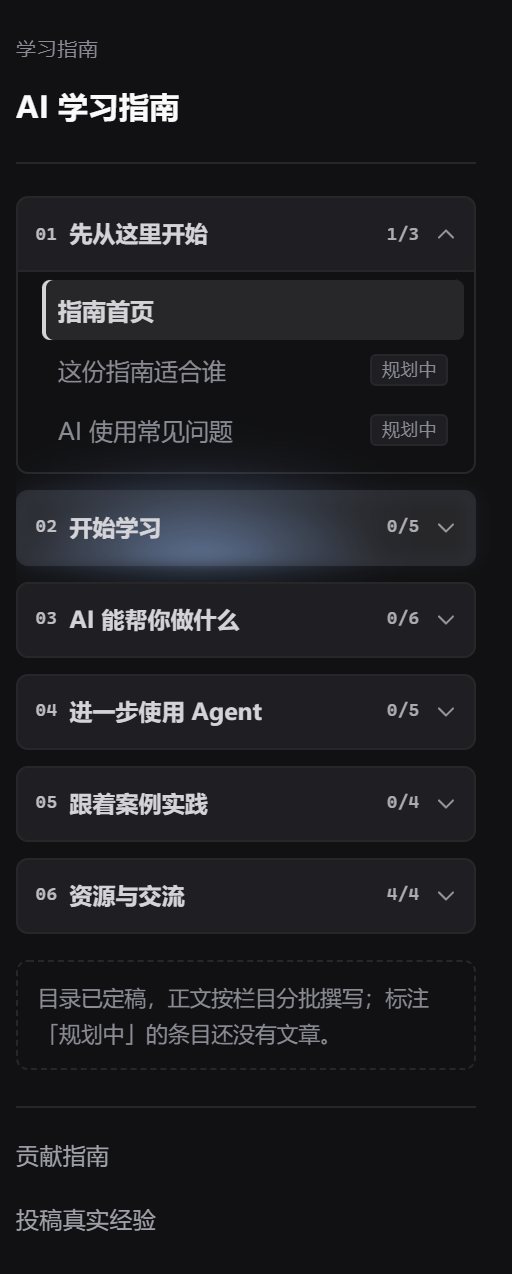 学习指南
AI 学习指南
01 先从这里开始 1/3
指南首页
这份指南适合谁 规划中
AI 使用常见问题 规划中
02 开始学习 0/5
03 AI 能帮你做什么 0/6
04 进一步使用 Agent 0/5
05 跟着案例实践 0/4
06 资源与交流 4/4
目录已定稿，正文按栏目分批撰写；标注
「规划中」的条目还没有文章。
贡献指南
投稿真实经验